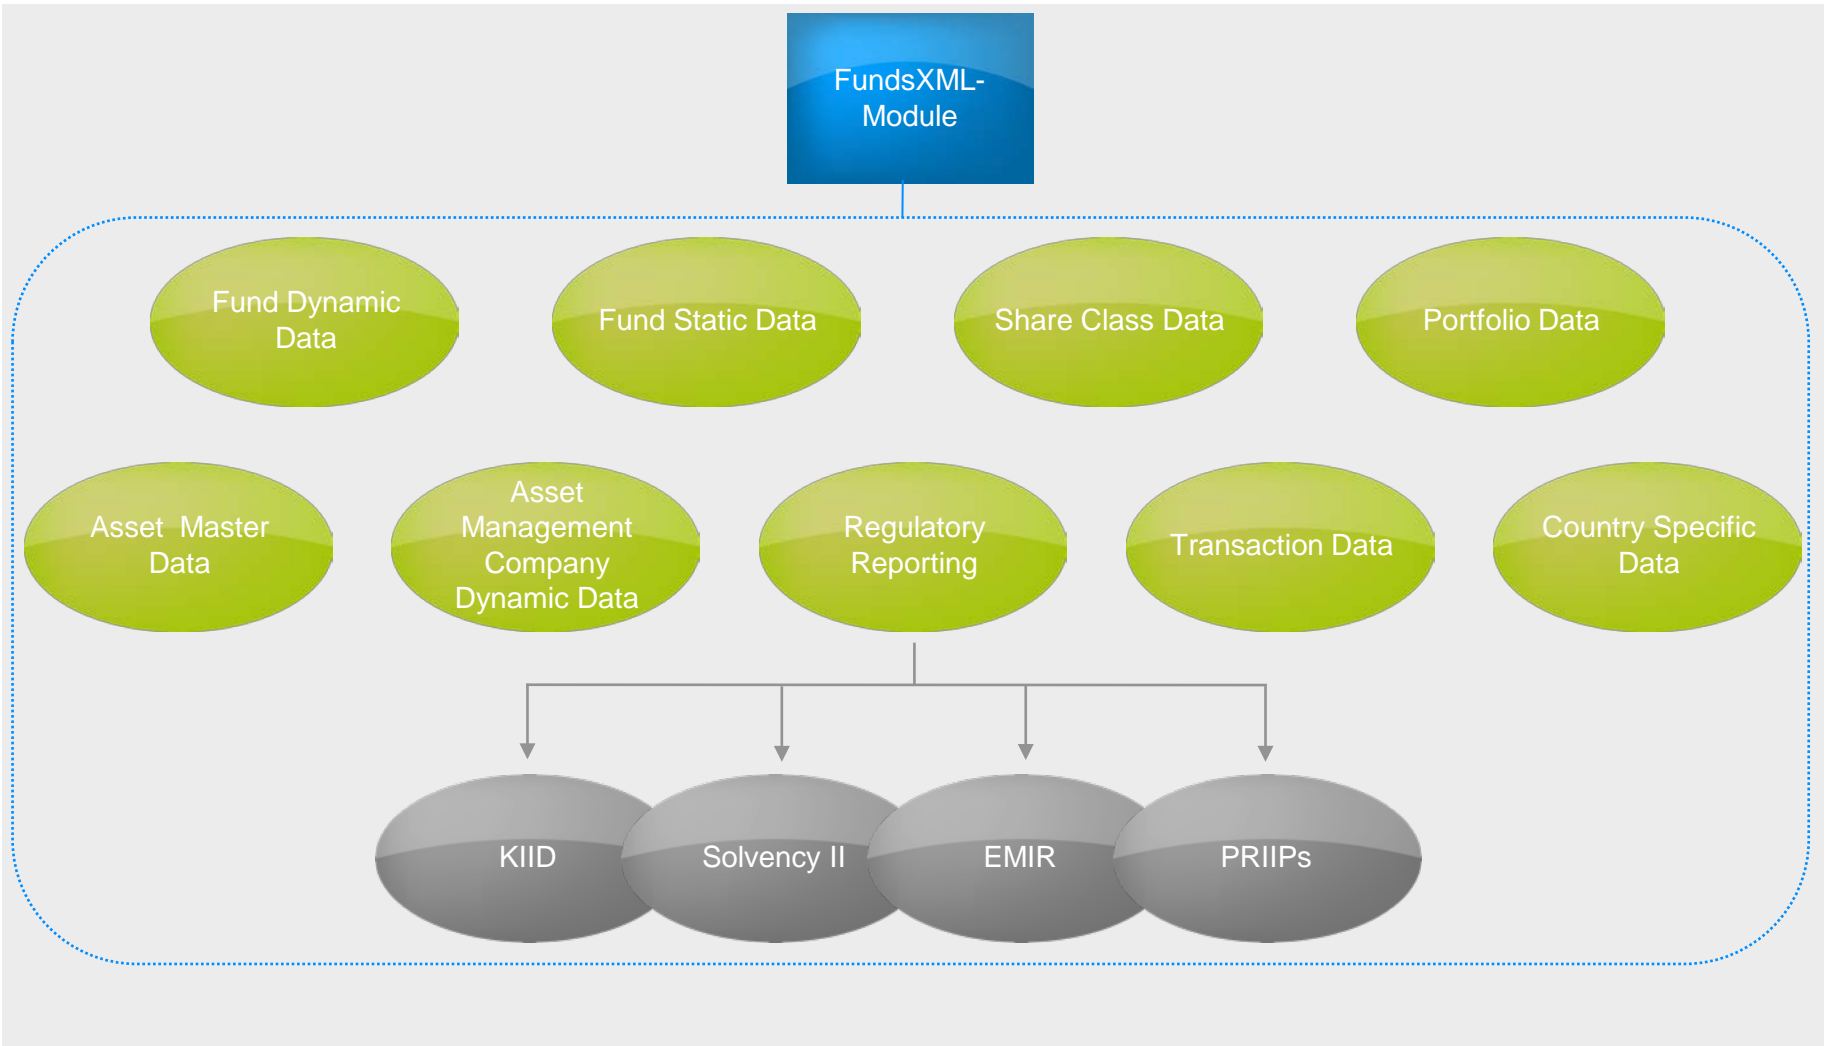 FundsXML-
Module
Fund Dynamic
Data
Fund Static Data
Share Class Data
Portfolio Data
Asset  Master
Data
Asset
Management
Company
Dynamic Data
Regulatory
Reporting
Transaction Data
Country Specific
Data
KIID
Solvency II
EMIR
PRIIPs